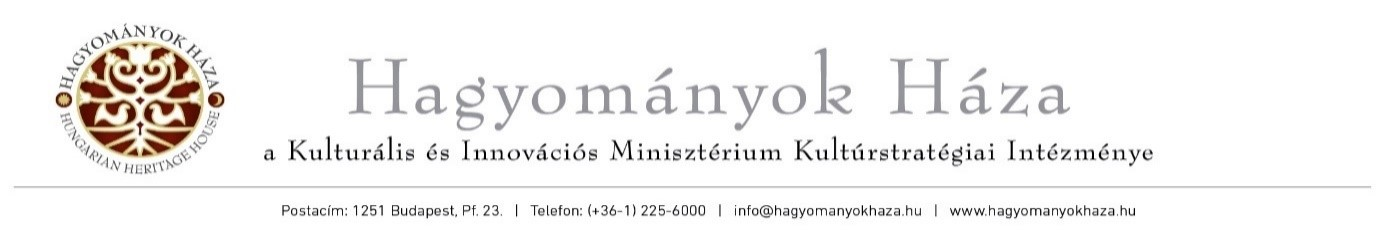 HAGYOMÁNYOK HÁZA
HUNGARIAN HERITAGE HOUSE
Hagyományok Háza
a Kulturális és Innovációs Minisztérium Kultúrstratégiai Intézménye
Postacím: 1251 Budapest, Pf. 23. | Telefon: (+36-1) 225-6000 | info@hagyomanyokhaza.hu | www.hagyomanyokhaza.hu